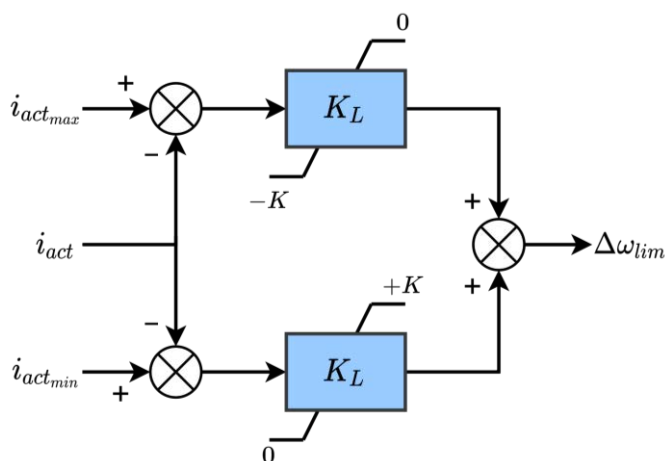 0
+
i_{act_{max}}
K_L
−
−K
+
i_{act}
Δω_{lim}
+K
+
−
K_L
i_{act_{min}}
+
0